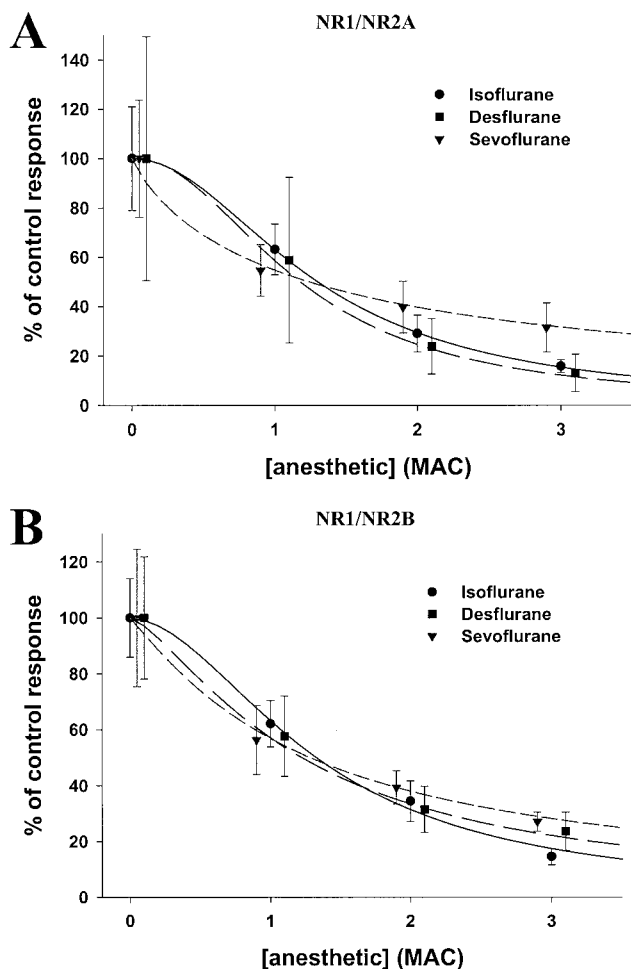 A
NR1/NR2A
% of control response
140
120
100
80
60
40
20
0
Isoflurane
Desflurane
Sevoflurane
0 1 2 3
[anesthetic] (MAC)
B
NR1/NR2B
% of control response
120
100
80
60
40
20
0
Isoflurane
Desflurane
Sevoflurane
0 1 2 3
[anesthetic] (MAC)